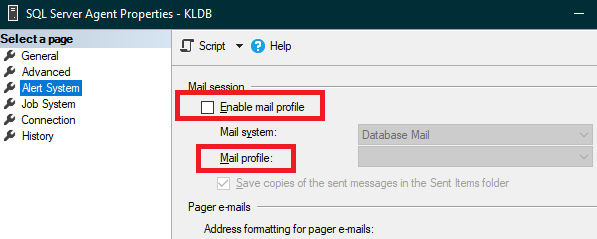 SQL Server Agent Properties - KLDB
Select a page
General
Advanced
Alert System
Job System
Connection
History
Script
Help
Mail session
Enable mail profile
Mail system:
Database Mail
Mail profile:
Save copies of the sent messages in the Sent Items folder
Pager e-mails
Address formatting for pager e-mails: